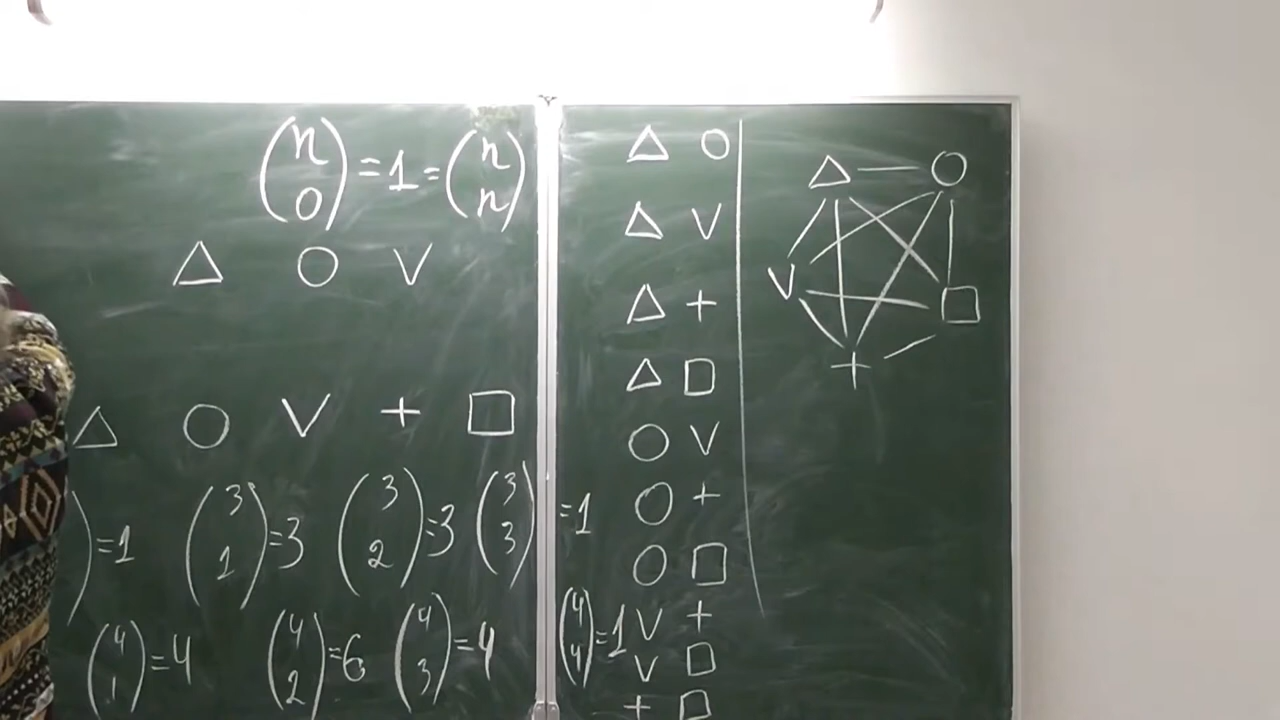 (n 0) = 1 = (n n)
△ ○ V
△ ○ V + □
) = 1 (3 1) = 3 (3 2) = 3 (3 3) = 1
(4 1) = 4 (4 2) = 6 (4 3) = 4 (4 4) = 1
△ ○
△ V
△ +
△ □
○ V
○ +
○ □
V +
V □
+ □
△ — ○
V □
+